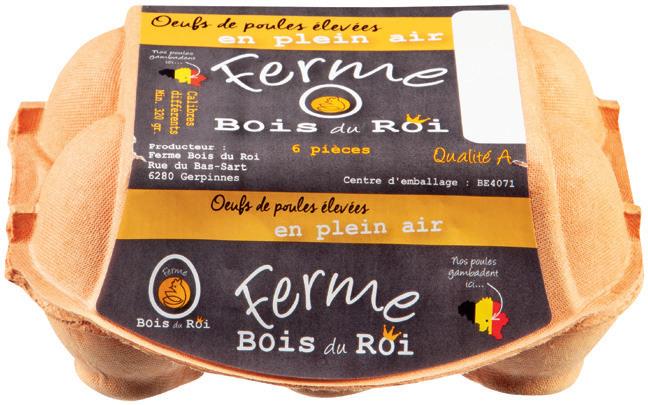 Oeufs de poules élevées
en plein air
Nos poules
gambadent
ici...
Ferme
Bois du Roi
Calibres
différents
Min. 320 gr.
6 pièces
Qualité A
Producteur :
Ferme Bois du Roi
Rue du Bas-Sart
6280 Gerpinnes
Centre d'emballage : BE4071
Oeufs de poules élevées
en plein air
Ferme
Bois du Roi
Ferme
Bois du Roi
Nos poules
gambadent
ici...